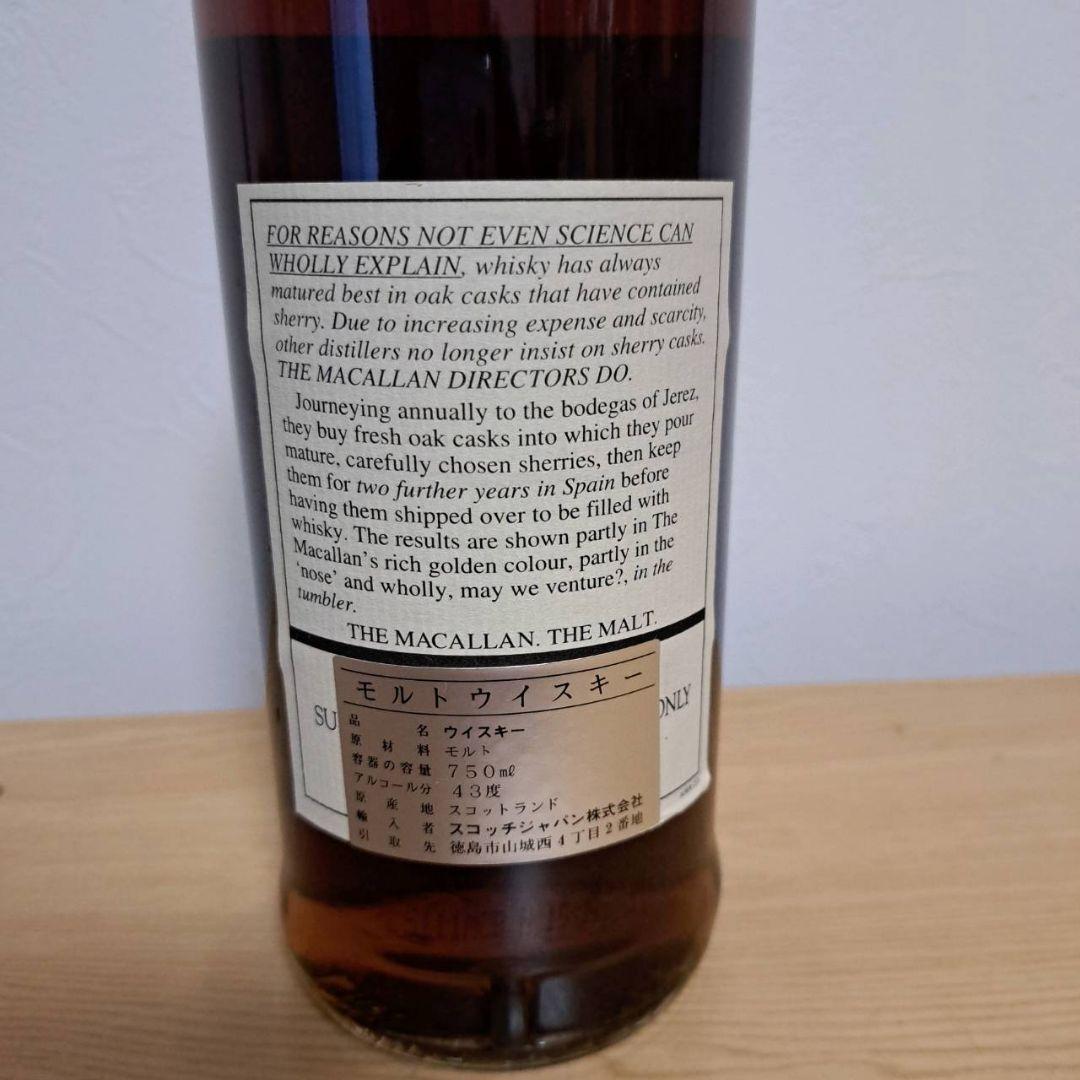 FOR REASONS NOT EVEN SCIENCE CAN
WHOLLY EXPLAIN, whisky has always
matured best in oak casks that have contained
sherry. Due to increasing expense and scarcity,
other distillers no longer insist on sherry casks.
THE MACALLAN DIRECTORS DO.
Journeying annually to the bodegas of Jerez,
they buy fresh oak casks into which they pour
mature, carefully chosen sherries, then keep
them for two further years in Spain before
having them shipped over to be filled with
whisky. The results are shown partly in The
Macallan's rich golden colour, partly in the
'nose' and wholly, may we venture?, in the
tumbler.
THE MACALLAN. THE MALT.
SU ONLY
モルトウイスキー
品名 ウイスキー
原材料 モルト
容器の容量 750㎖
アルコール分 43度
原産地 スコットランド
輸入者 スコッチジャパン株式会社
引取先 徳島市山城西4丁目2番地